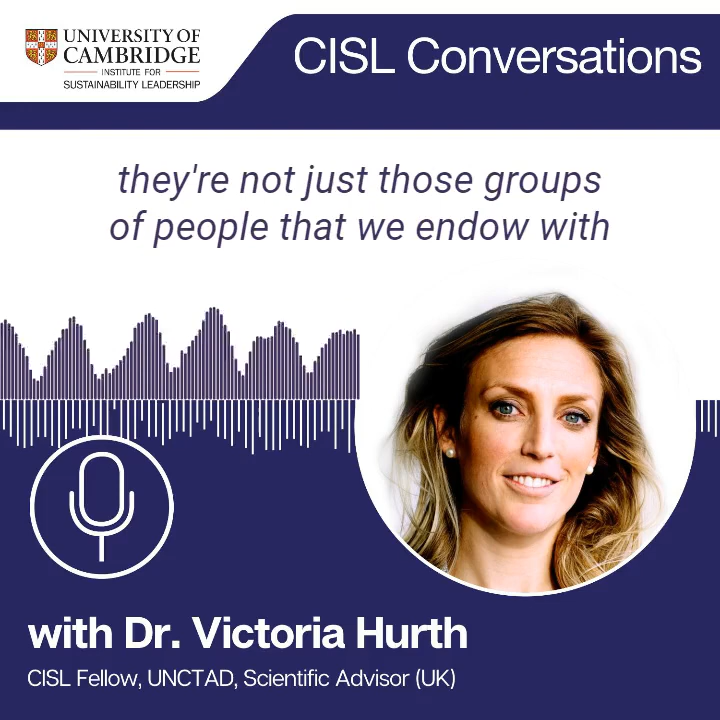 UNIVERSITY OF
CAMBRIDGE
INSTITUTE FOR
SUSTAINABILITY LEADERSHIP
CISL Conversations
they're not just those groups
of people that we endow with
with Dr. Victoria Hurth
CISL Fellow, UNCTAD, Scientific Advisor (UK)